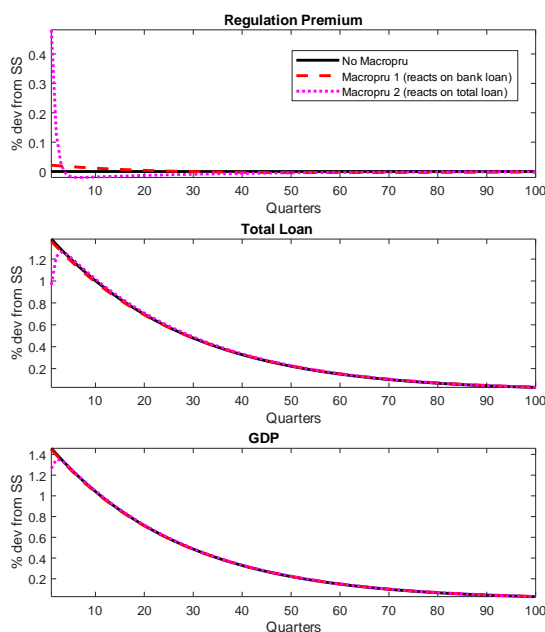 Regulation Premium
% dev from SS
0.4
0.3
0.2
0.1
0
No Macropru
Macropru 1 (reacts on bank loan)
Macropru 2 (reacts on total loan)
10 20 30 40 50 60 70 80 90 100
Quarters
Total Loan
% dev from SS
1.2
1
0.8
0.6
0.4
0.2
10 20 30 40 50 60 70 80 90 100
Quarters
GDP
% dev from SS
1.4
1.2
1
0.8
0.6
0.4
0.2
10 20 30 40 50 60 70 80 90 100
Quarters